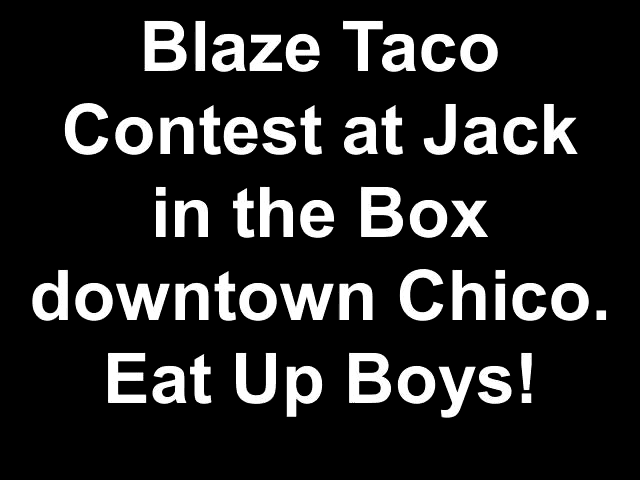 Blaze Taco
Contest at Jack
in the Box
downtown Chico.
Eat Up Boys!